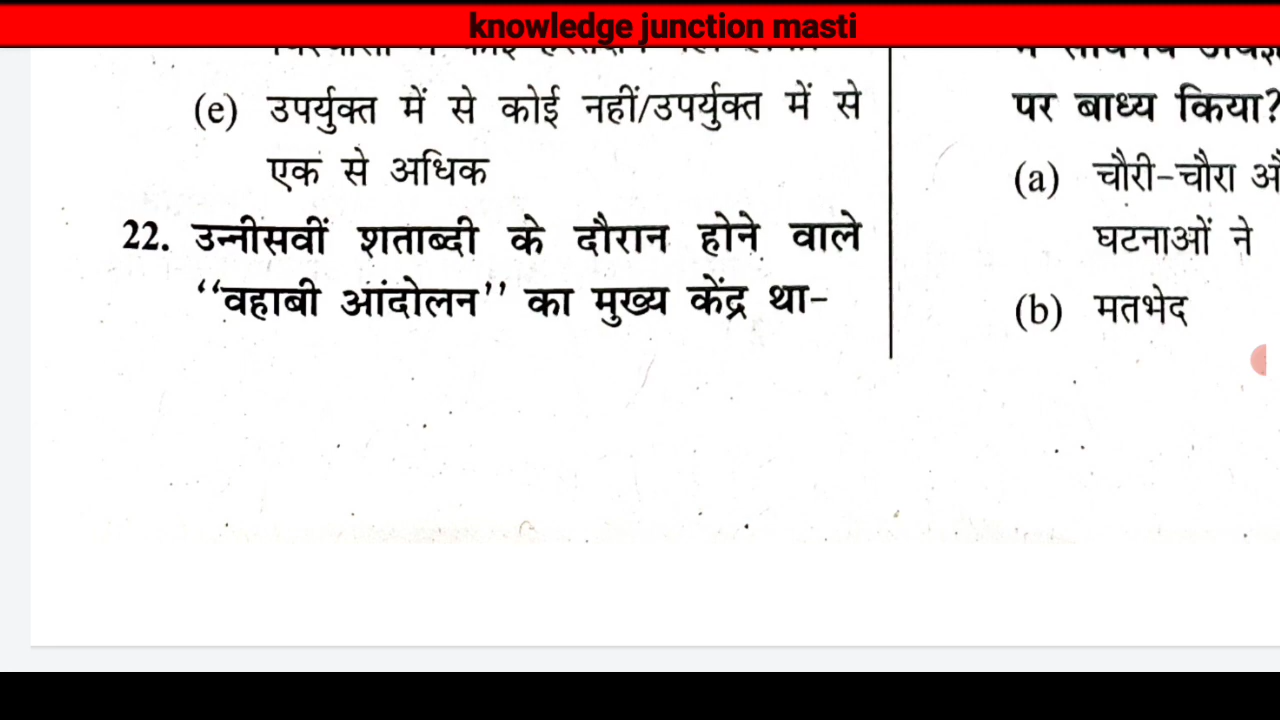 knowledge junction masti
(e) उपर्युक्त में से कोई नहीं/उपर्युक्त में से
एक से अधिक
22. उन्नीसवीं शताब्दी के दौरान होने वाले
‘‘वहाबी आंदोलन’’ का मुख्य केंद्र था-
पर बाध्य किया?
(a) चौरी-चौरा
घटनाओं ने
(b) मतभेद